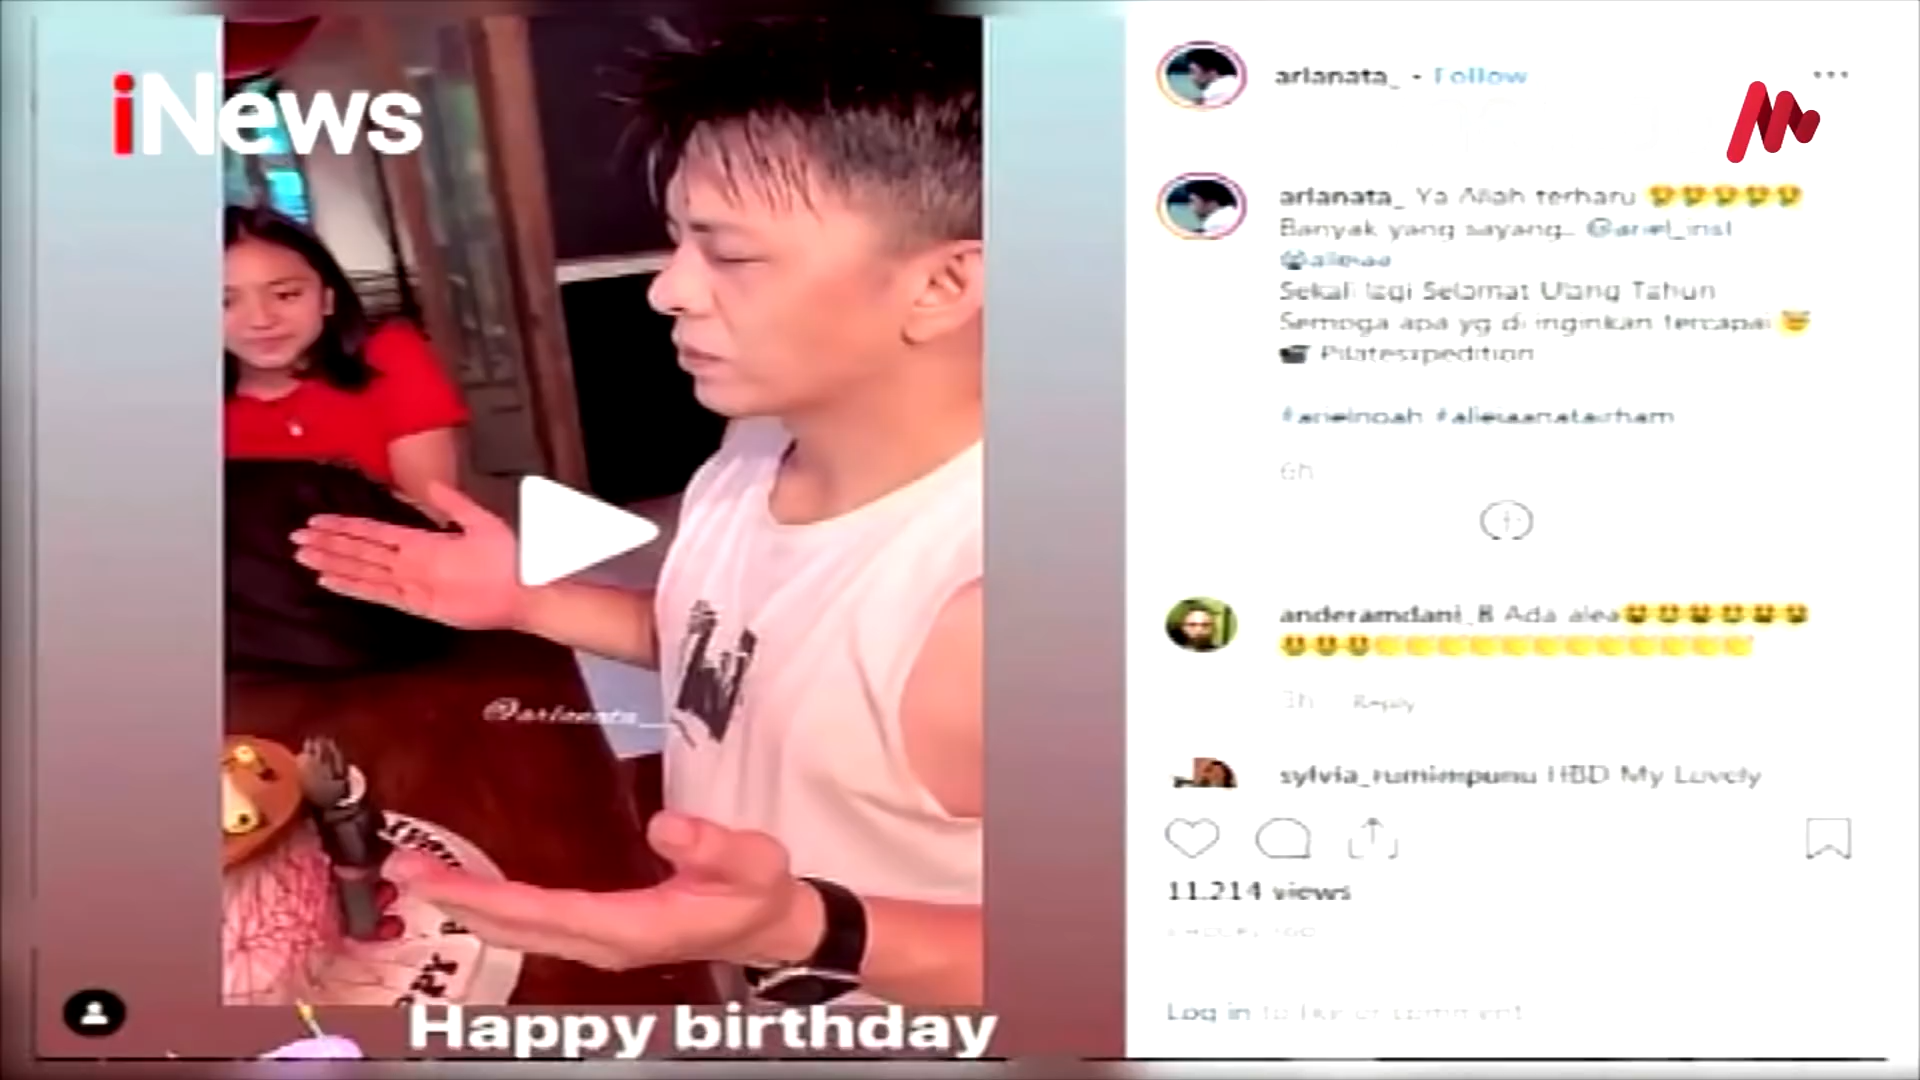 iNews
arlanata_ • Follow
arlanata_ Ya Allah terharu
Banyak yang sayang.. @ariel_inst
Sekali lagi Selamat Ulang Tahun
Semoga apa yg di inginkan tercapai
#arielnoah
6h
anderamdani_8 Ada alea
3h Reply
sylvia_rumimpunu HBD My Lovely
11.214 views
Log in to like or comment
@arlanata_
Happy birthday